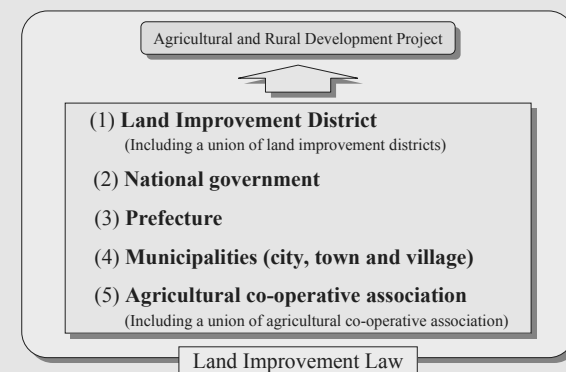 Agricultural and Rural Development Project
(1) Land Improvement District
(Including a union of land improvement districts)
(2) National government
(3) Prefecture
(4) Municipalities (city, town and village)
(5) Agricultural co-operative association
(Including a union of agricultural co-operative association)
Land Improvement Law